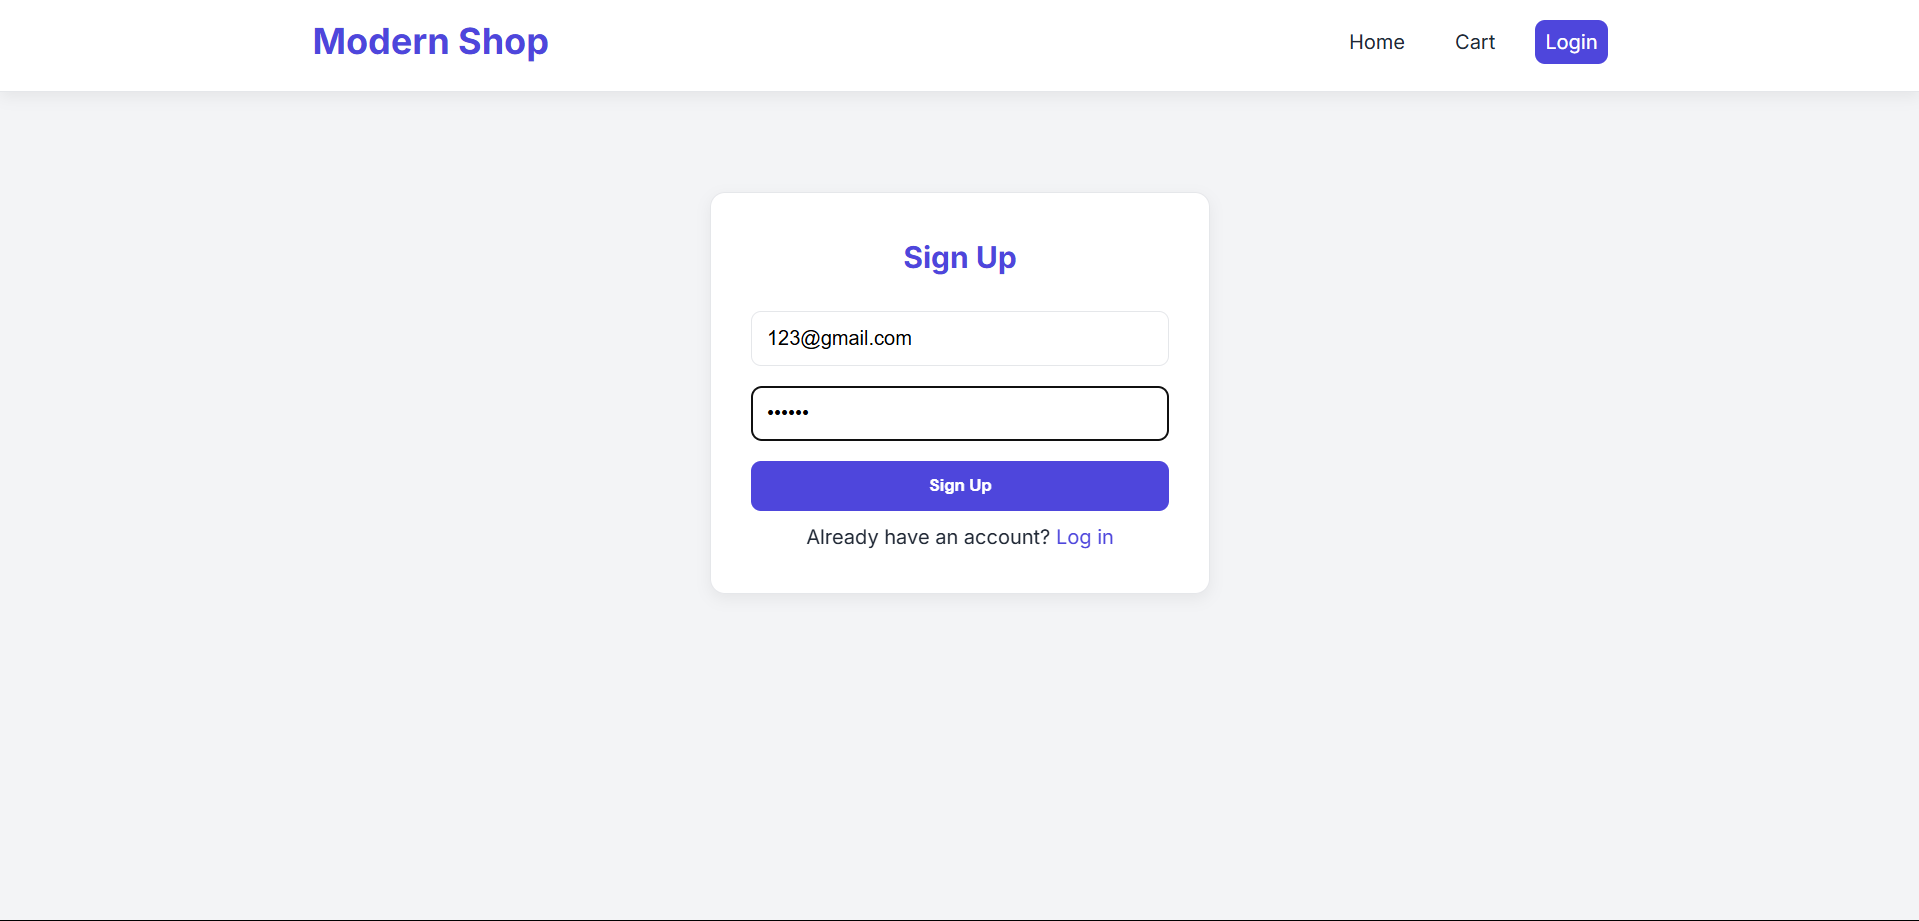 Modern Shop
Home Cart Login
Sign Up
123@gmail.com
••••••
Sign Up
Already have an account? Log in